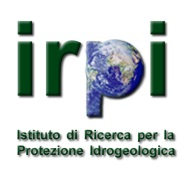 irpi
Istituto di Ricerca per la
Protezione Idrogeologica